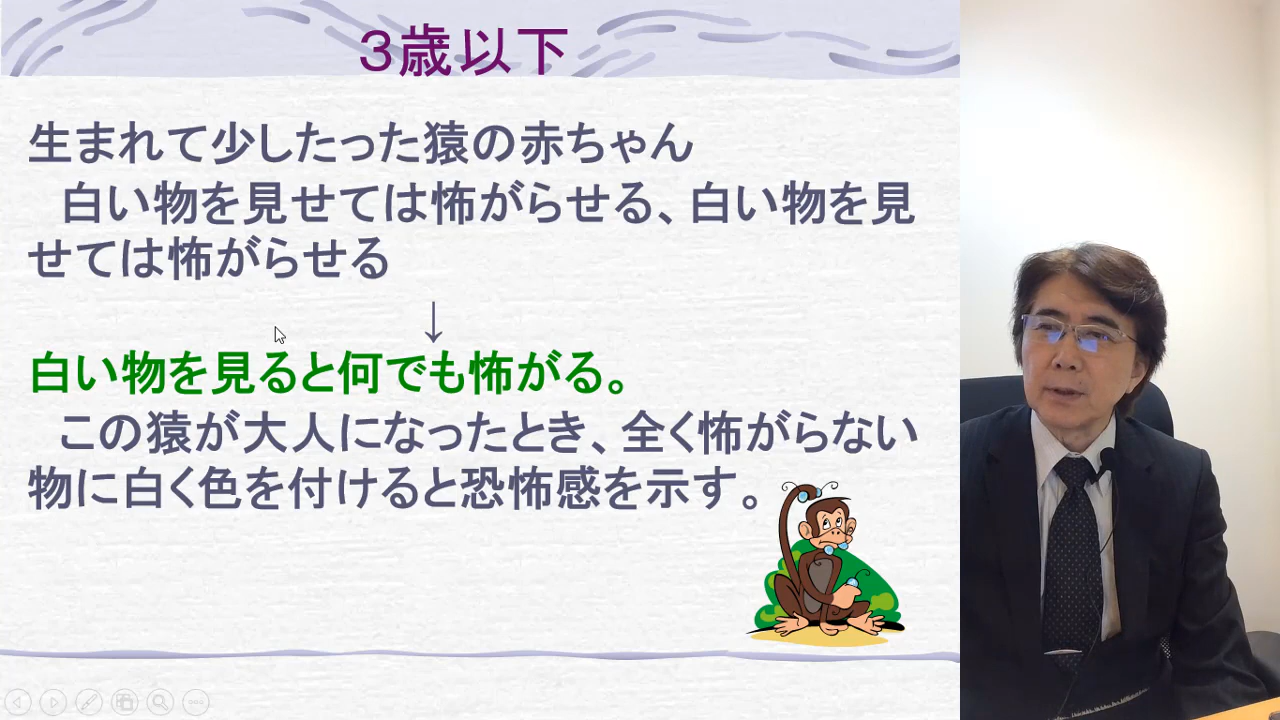 ３歳以下
生まれて少したった猿の赤ちゃん
白い物を見せては怖がらせる、白い物を見
せては怖がらせる
↓
白い物を見ると何でも怖がる。
この猿が大人になったとき、全く怖がらない
物に白く色を付けると恐怖感を示す。